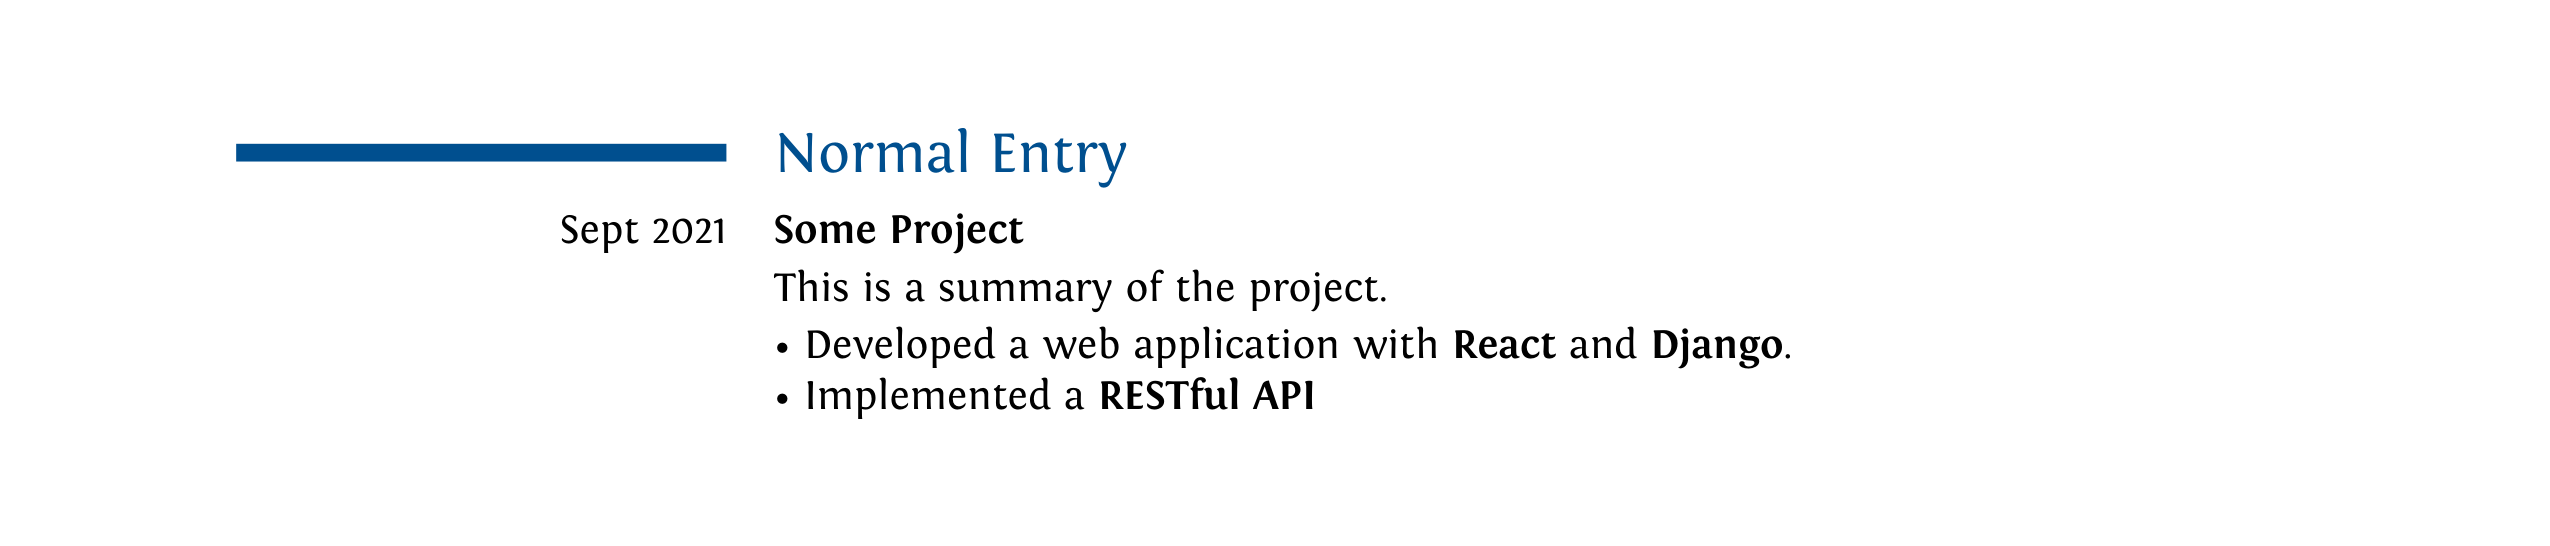 Normal Entry
Sept 2021 Some Project
This is a summary of the project.
• Developed a web application with React and Django.
• Implemented a RESTful API